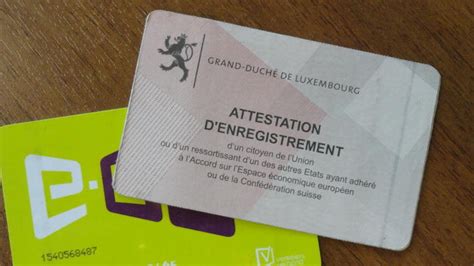 GRAND-DUCHÉ DE LUXEMBOURG
ATTESTATION
D'ENREGISTREMENT
d'un citoyen de l'Union
ou d'un ressortissant d'un des autres Etats ayant adhéré
à l'Accord sur l'Espace économique européen
ou de la Confédération suisse
e-
1540568487